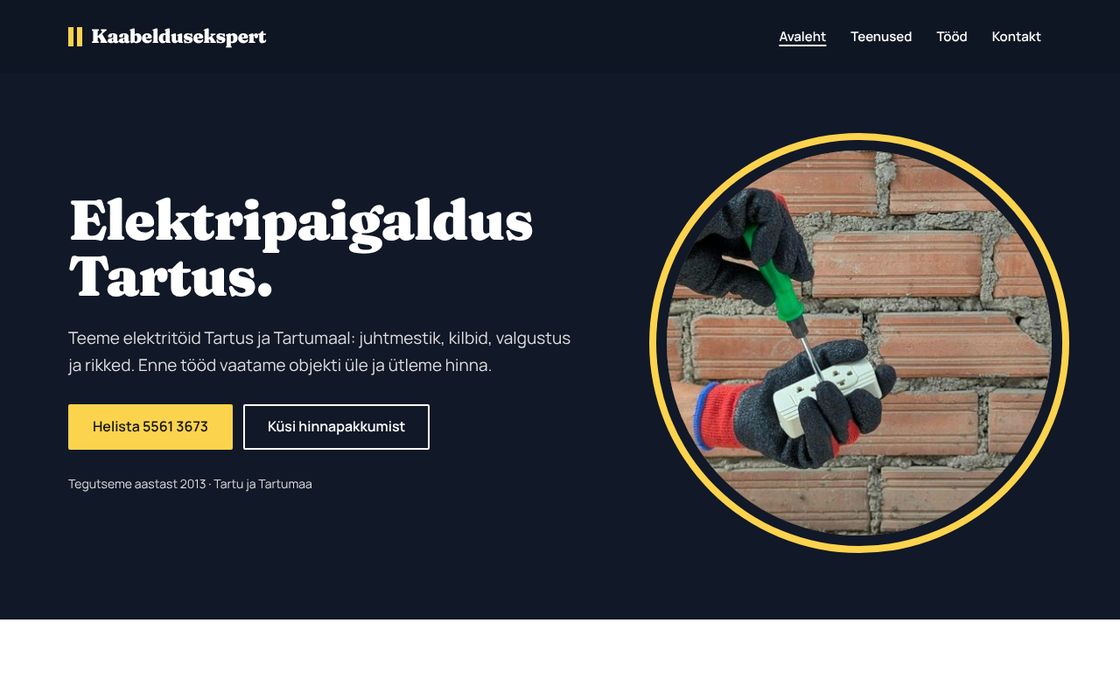 Kaabeldusekspert
Avaleht Teenused Tööd Kontakt
Elektripaigaldus
Tartus.
Teeme elektritöid Tartus ja Tartumaal: juhtmestik, kilbid, valgustus
ja rikked. Enne tööd vaatame objekti üle ja ütleme hinna.
Helista 5561 3673
Küsi hinnapakkumist
Tegutseme aastast 2013 · Tartu ja Tartumaa